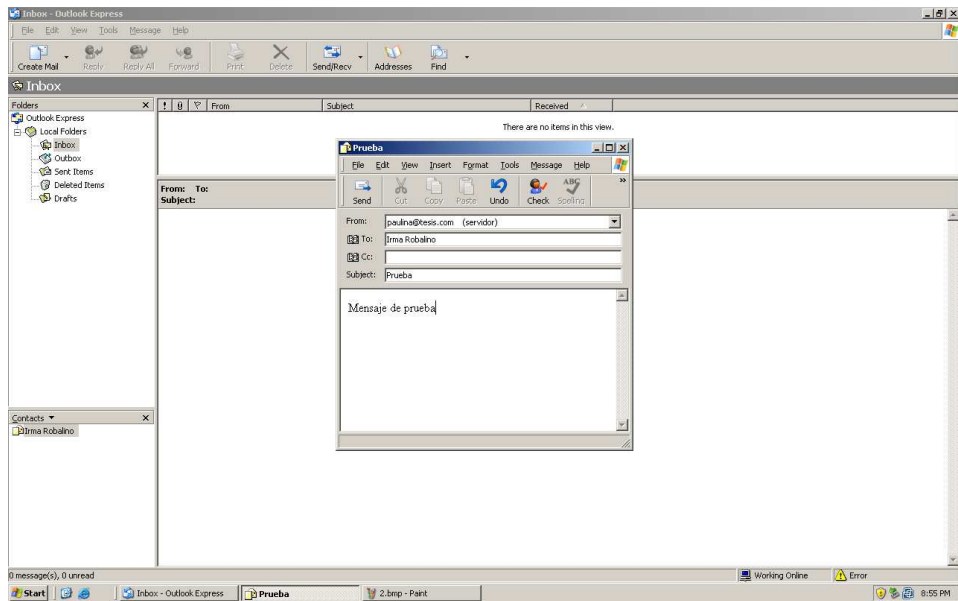 Inbox - Outlook Express
File Edit View Tools Message Help
Create Mail Reply Reply All Forward Print Delete Send/Recv Addresses Find
Inbox
Folders
! From Subject Received
Outlook Express
Local Folders
Inbox
Outbox
Sent Items
Deleted Items
Drafts
There are no items in this view.
From: To:
Subject:
Prueba
File Edit View Insert Format Tools Message Help
Send Cut Copy Paste Undo Check Spelling
From: paulina@tesis.com (servidor)
To: Irma Robalino
Cc:
Subject: Prueba
Mensaje de prueba
Contacts
Irma Robalino
0 message(s), 0 unread
Working Online
Error
Start
Inbox - Outlook Express
Prueba
2.bmp - Paint
8:55 PM